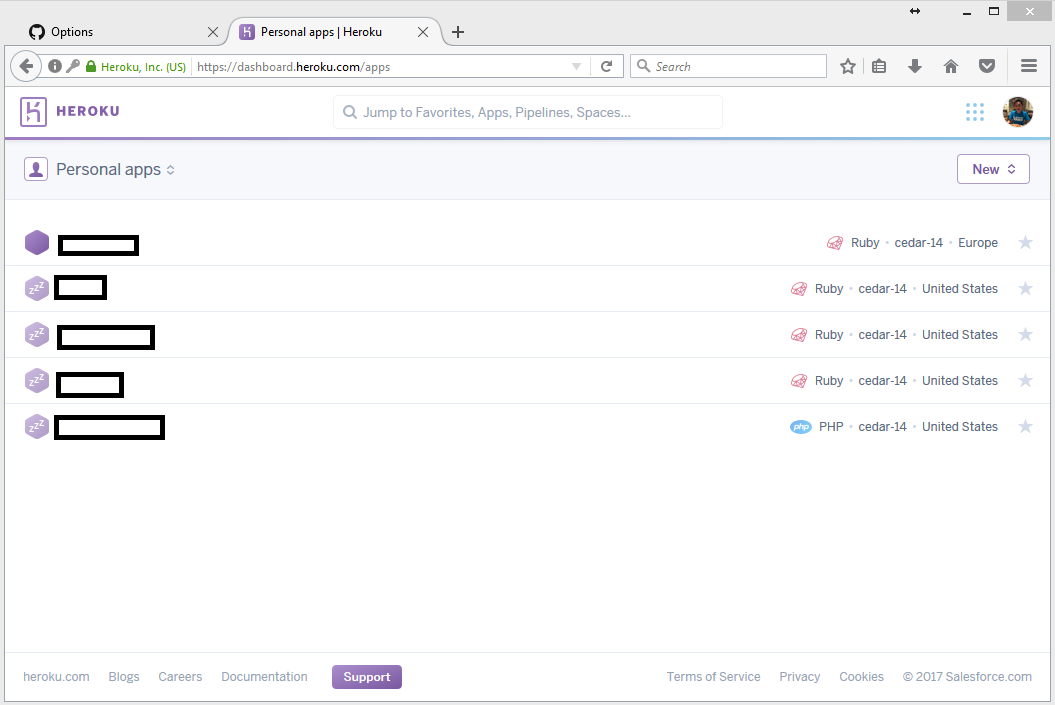 Options
Personal apps | Heroku
Heroku, Inc. (US) https://dashboard.heroku.com/apps
Search
HEROKU
Jump to Favorites, Apps, Pipelines, Spaces...
Personal apps
New
Ruby • cedar-14 • Europe
zzz
Ruby • cedar-14 • United States
zzz
Ruby • cedar-14 • United States
zzz
Ruby • cedar-14 • United States
zzz
php PHP • cedar-14 • United States
heroku.com Blogs Careers Documentation Support Terms of Service Privacy Cookies © 2017 Salesforce.com